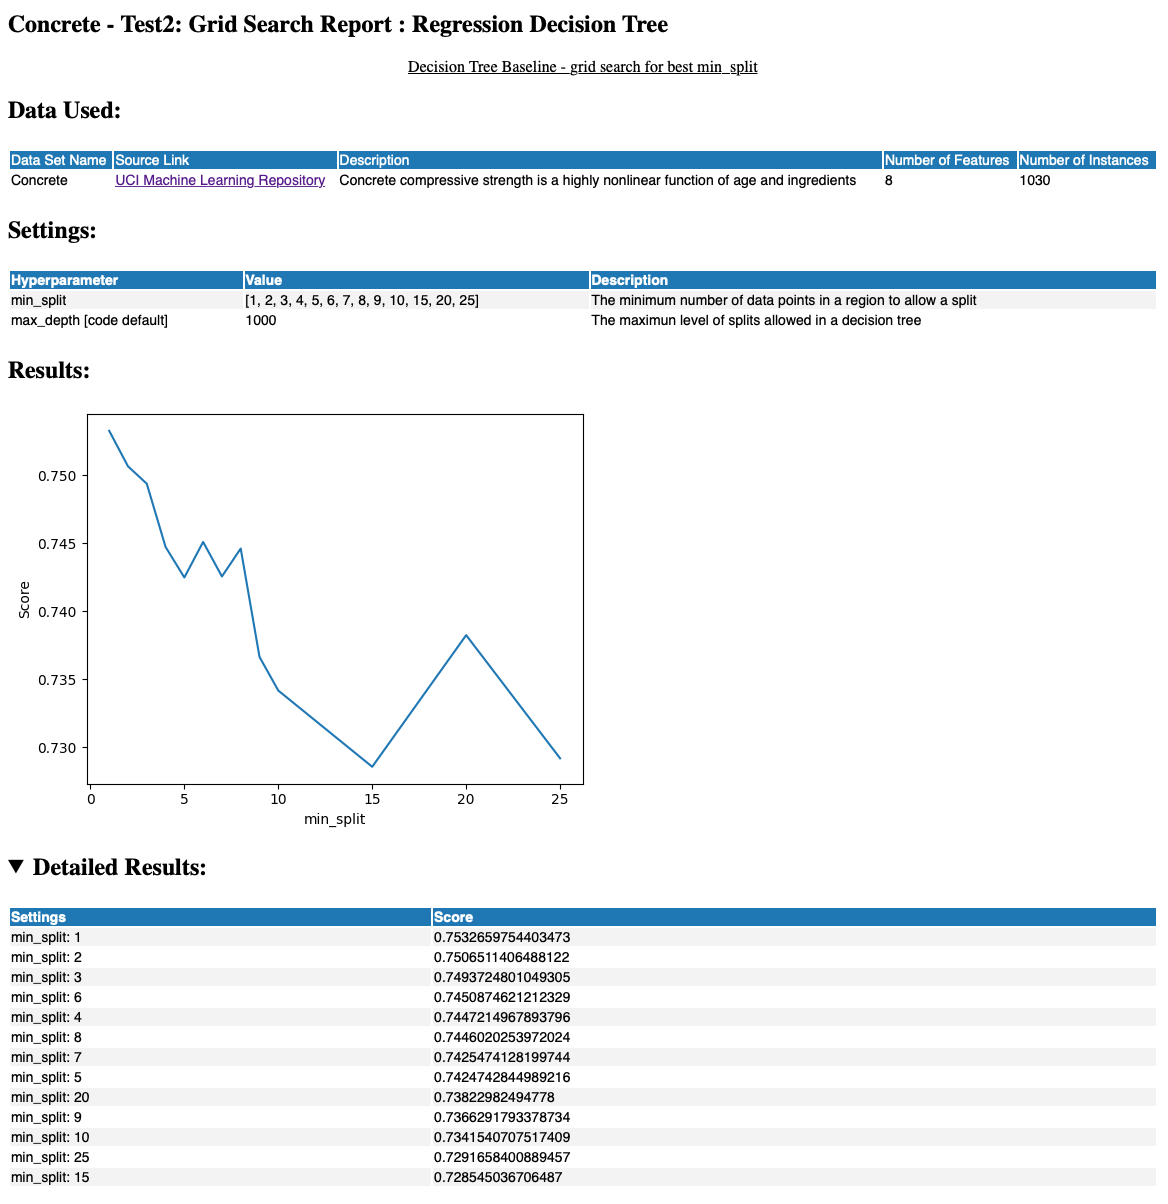 Concrete - Test2: Grid Search Report : Regression Decision Tree
Decision Tree Baseline - grid search for best min_split
Data Used:
Data Set Name Source Link Description Number of Features Number of Instances
Concrete UCI Machine Learning Repository Concrete compressive strength is a highly nonlinear function of age and ingredients 8 1030
Settings:
Hyperparameter Value Description
min_split [1, 2, 3, 4, 5, 6, 7, 8, 9, 10, 15, 20, 25] The minimum number of data points in a region to allow a split
max_depth [code default] 1000 The maximun level of splits allowed in a decision tree
Results:
0.750
0.745
0.740
0.735
0.730
Score
0 5 10 15 20 25
min_split
▼ Detailed Results:
Settings Score
min_split: 1 0.7532659754403473
min_split: 2 0.7506511406488122
min_split: 3 0.7493724801049305
min_split: 6 0.7450874621212329
min_split: 4 0.7447214967893796
min_split: 8 0.7446020253972024
min_split: 7 0.7425474128199744
min_split: 5 0.7424742844989216
min_split: 20 0.73822982494778
min_split: 9 0.7366291793378734
min_split: 10 0.7341540707517409
min_split: 25 0.7291658400889457
min_split: 15 0.728545036706487